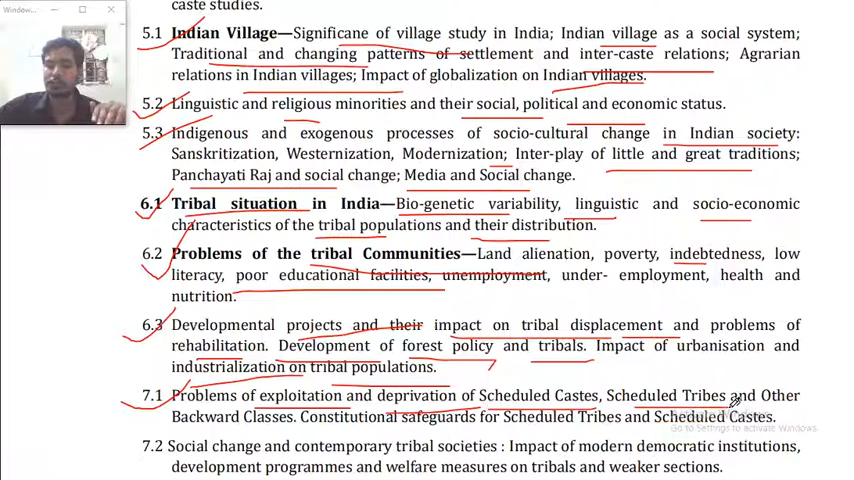 Window...
caste studies.
5.1 Indian Village—Significane of village study in India; Indian village as a social system;
Traditional and changing patterns of settlement and inter-caste relations; Agrarian
relations in Indian villages; Impact of globalization on Indian villages.
5.2 Linguistic and religious minorities and their social, political and economic status.
5.3 Indigenous and exogenous processes of socio-cultural change in Indian society:
Sanskritization, Westernization, Modernization; Inter-play of little and great traditions;
Panchayati Raj and social change; Media and Social change.
6.1 Tribal situation in India—Bio-genetic variability, linguistic and socio-economic
characteristics of the tribal populations and their distribution.
6.2 Problems of the tribal Communities—Land alienation, poverty, indebtedness, low
literacy, poor educational facilities, unemployment, under- employment, health and
nutrition.
6.3 Developmental projects and their impact on tribal displacement and problems of
rehabilitation. Development of forest policy and tribals. Impact of urbanisation and
industrialization on tribal populations.
7.1 Problems of exploitation and deprivation of Scheduled Castes, Scheduled Tribes and Other
Backward Classes. Constitutional safeguards for Scheduled Tribes and Scheduled Castes.
Activate Windows
Go to Settings to activate Windows.
7.2 Social change and contemporary tribal societies : Impact of modern democratic institutions,
development programmes and welfare measures on tribals and weaker sections.